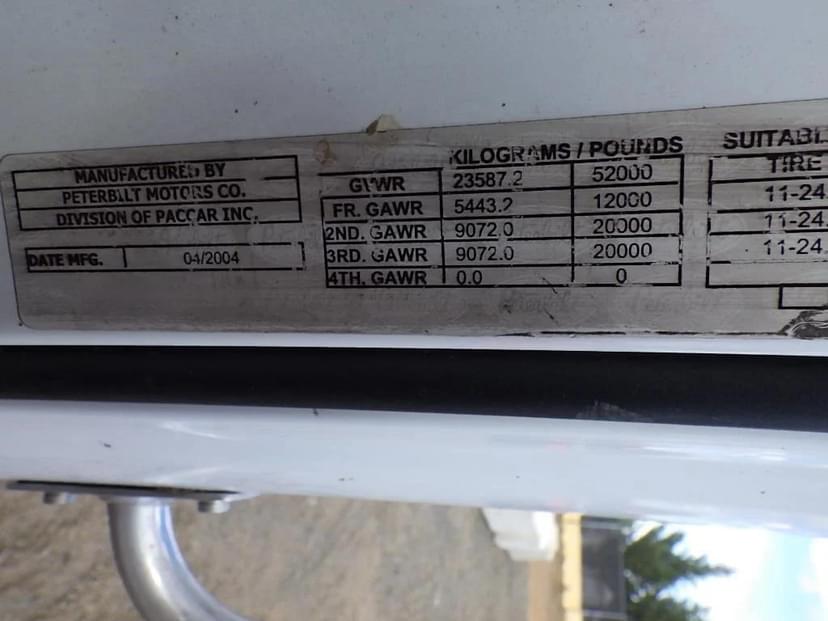 MANUFACTURED BY
PETERBILT MOTORS CO.
DIVISION OF PACCAR INC.
DATE MFG. 04/2004
KILOGRAMS / POUNDS
GVWR 23587.2 52000
FR. GAWR 5443.2 12000
2ND. GAWR 9072.0 20000
3RD. GAWR 9072.0 20000
4TH. GAWR 0.0 0
SUITABL
TIRE
11-24.
11-24.
11-24.